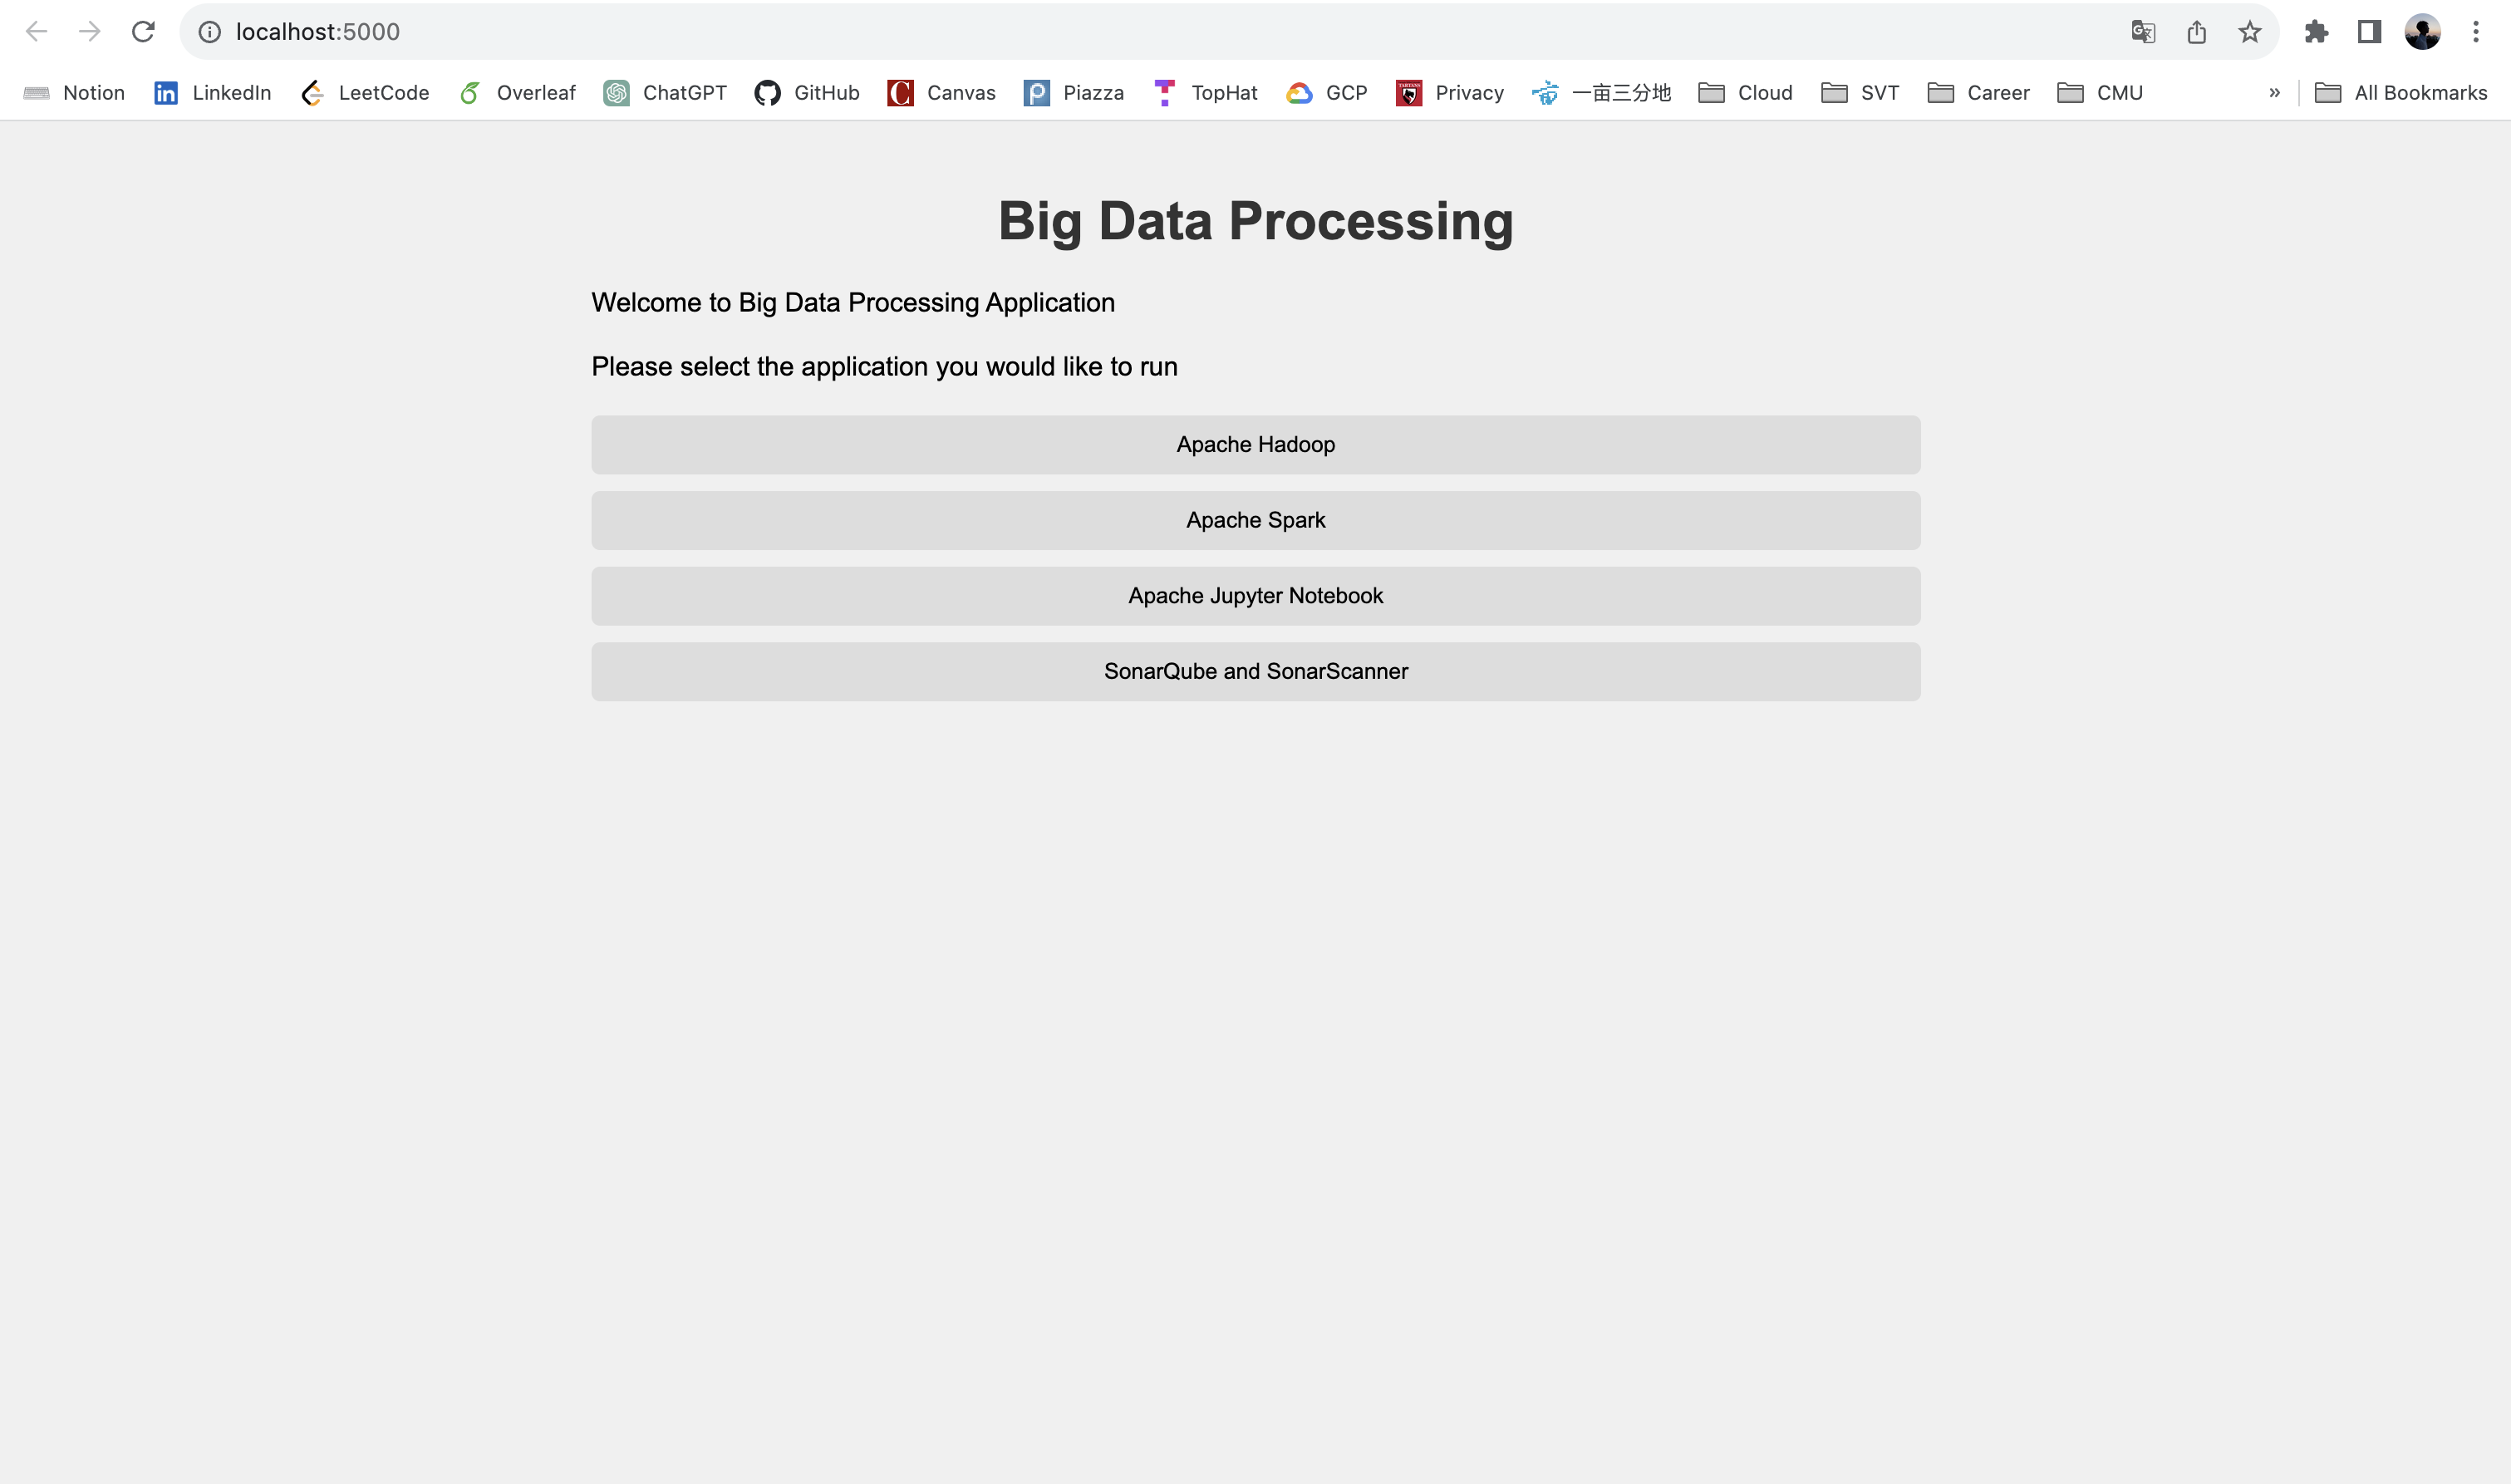 localhost:5000
Notion LinkedIn LeetCode Overleaf ChatGPT GitHub Canvas Piazza TopHat GCP Privacy 一亩三分地 Cloud SVT Career CMU » All Bookmarks
Big Data Processing
Welcome to Big Data Processing Application
Please select the application you would like to run
Apache Hadoop
Apache Spark
Apache Jupyter Notebook
SonarQube and SonarScanner